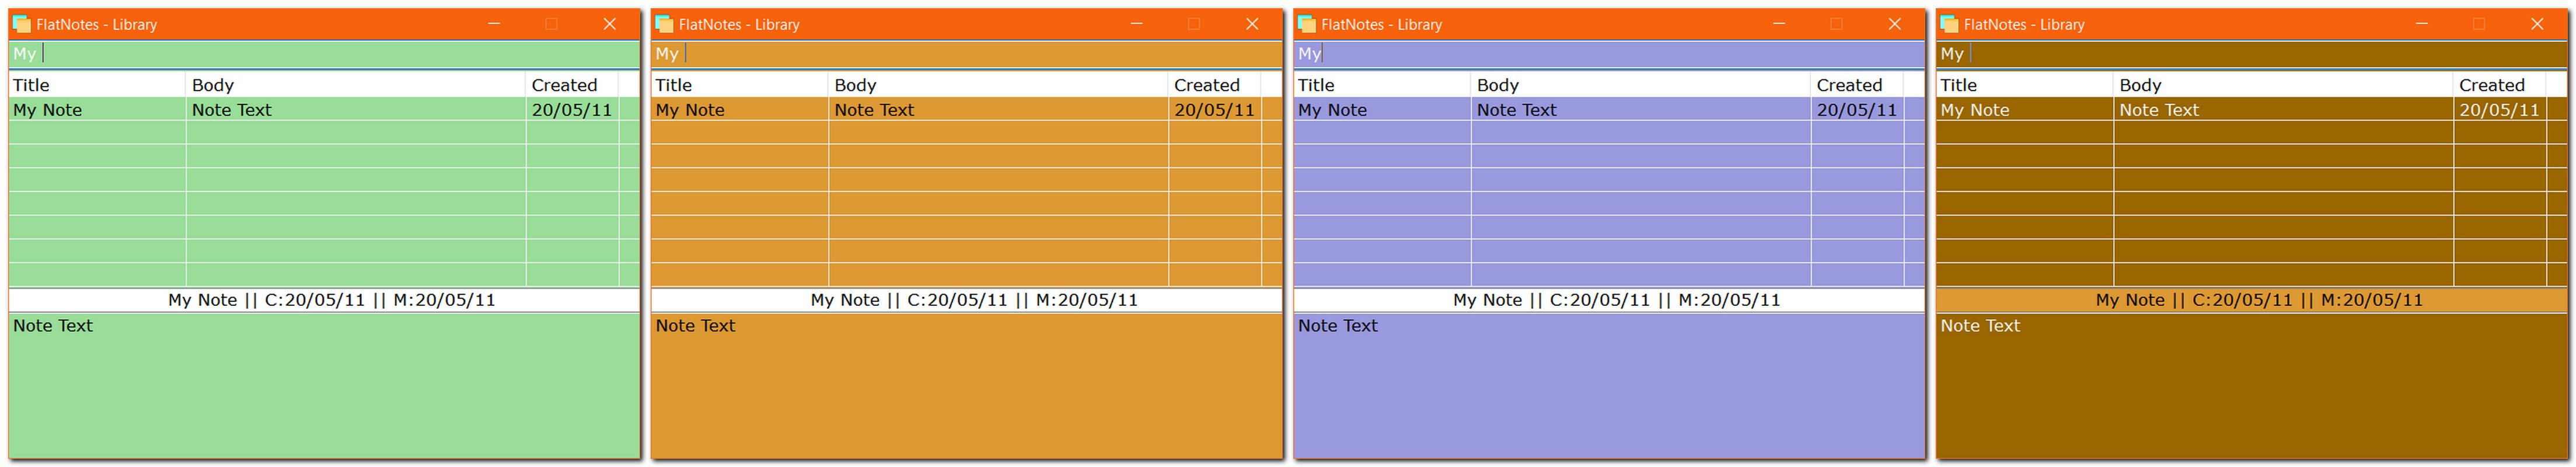 FlatNotes - Library
My
Title Body Created
My Note Note Text 20/05/11
My Note || C:20/05/11 || M:20/05/11
Note Text
FlatNotes - Library
My
Title Body Created
My Note Note Text 20/05/11
My Note || C:20/05/11 || M:20/05/11
Note Text
FlatNotes - Library
My
Title Body Created
My Note Note Text 20/05/11
My Note || C:20/05/11 || M:20/05/11
Note Text
FlatNotes - Library
My
Title Body Created
My Note Note Text 20/05/11
My Note || C:20/05/11 || M:20/05/11
Note Text